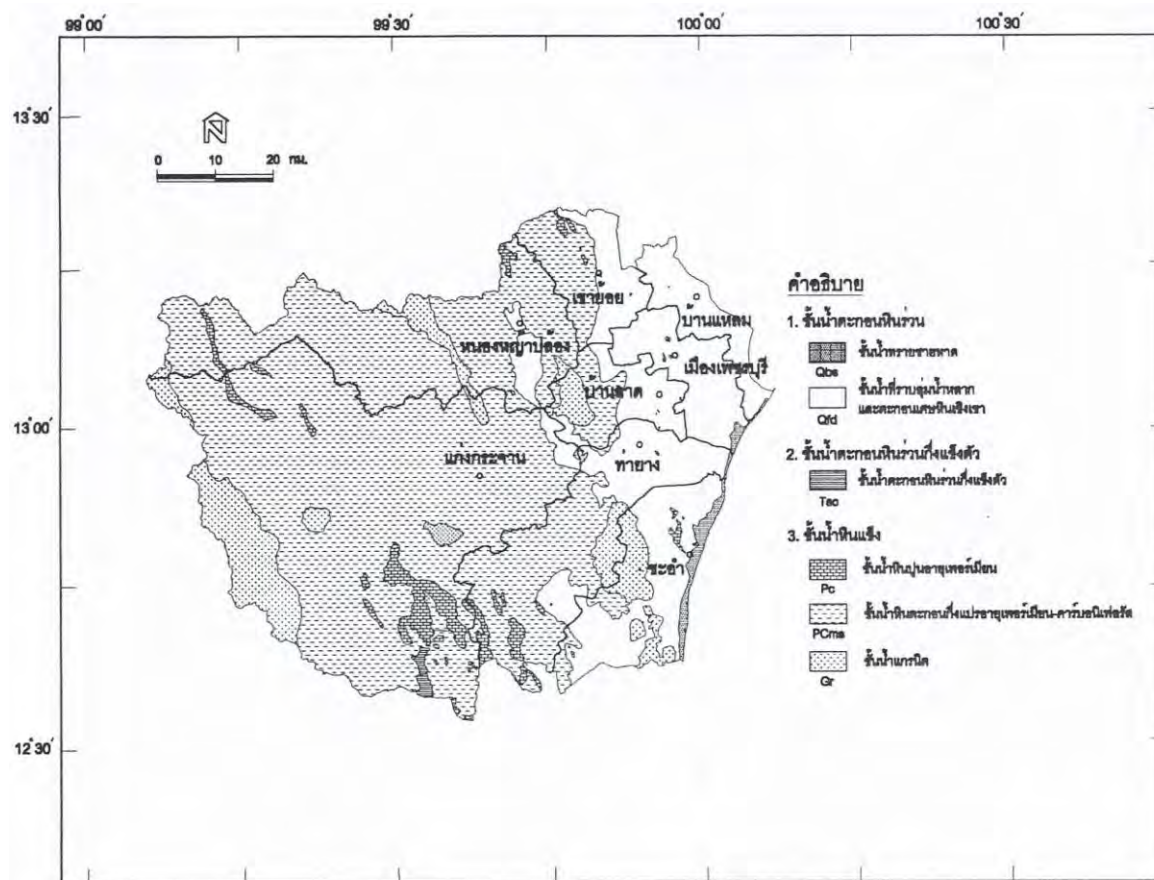 99°00′
99°30′
100°00′
100°30′
13°30′
13°00′
12°30′
N
0 10 20 กม.
เขาย้อย
บ้านแหลม
หนองหญ้าปล้อง
เมืองเพชรบุรี
บ้านลาด
แก่งกระจาน
ท่ายาง
ชะอำ
คำอธิบาย
1. ชั้นน้ำตะกอนหินร่วน
ชั้นน้ำทรายชายหาด
Qbs
ชั้นน้ำที่ราบลุ่มน้ำหลาก
และตะกอนเศษหินเชิงเขา
Qfd
2. ชั้นน้ำตะกอนหินร่วนกึ่งแข็งตัว
ชั้นน้ำตะกอนหินร่วนกึ่งแข็งตัว
Tsc
3. ชั้นน้ำหินแข็ง
ชั้นน้ำหินปูนอายุเพอร์เมียน
Pc
ชั้นน้ำหินตะกอนกึ่งแปรอายุเพอร์เมียน-คาร์บอนิเฟอรัส
PCms
ชั้นน้ำแกรนิต
Gr